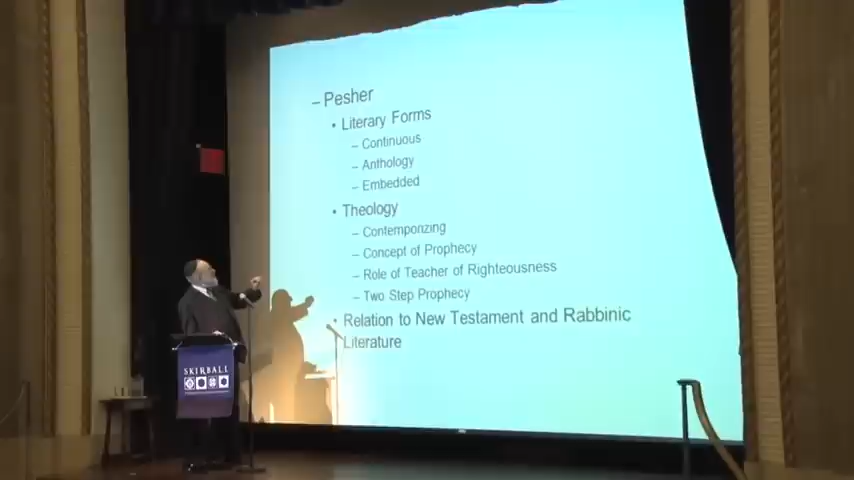 – Pesher
• Literary Forms
– Continuous
– Anthology
– Embedded
• Theology
– Contemporizing
– Concept of Prophecy
– Role of Teacher of Righteousness
– Two Step Prophecy
• Relation to New Testament and Rabbinic
Literature
SKIRBALL